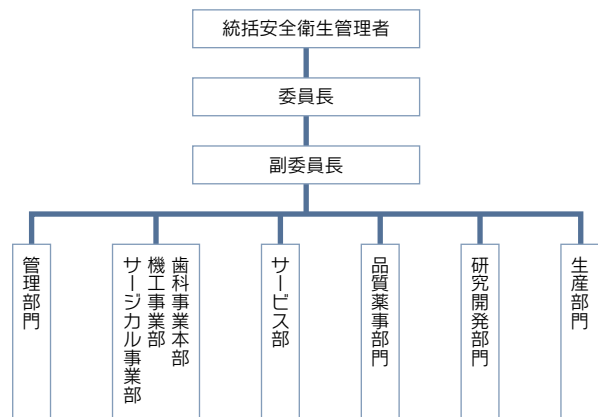 統括安全衛生管理者
委員長
副委員長
管理部門
歯科事業本部
機工事業部
サージカル事業部
サービス部
品質薬事部門
研究開発部門
生産部門